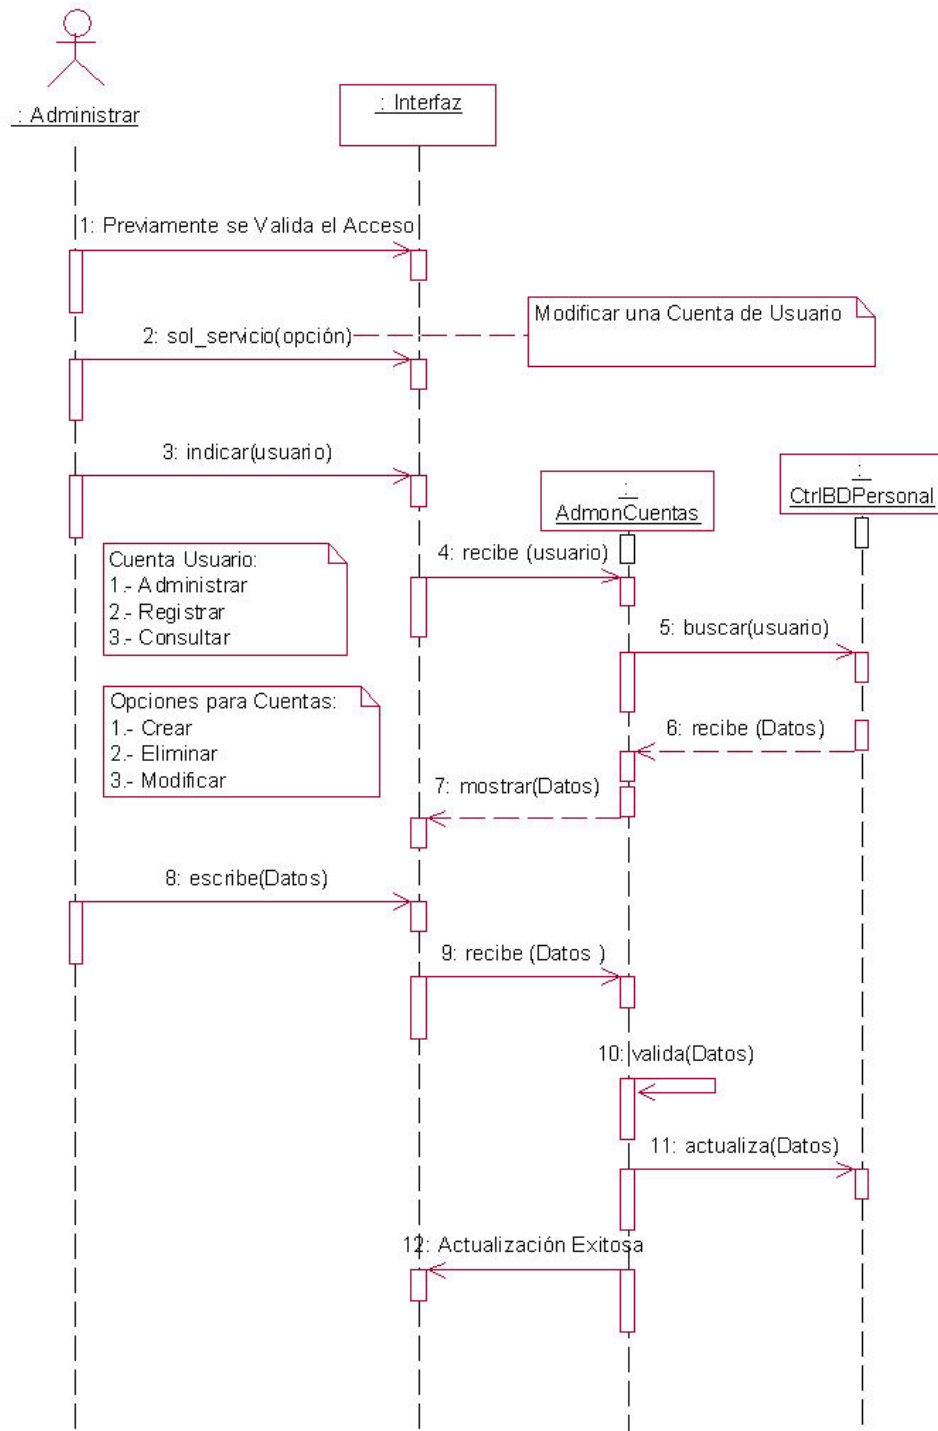 : Administrar
: Interfaz
1: Previamente se Valida el Acceso
Modificar una Cuenta de Usuario
2: sol_servicio(opción)
3: indicar(usuario)
:
AdmonCuentas
:
CtrlBDPersonal
4: recibe (usuario)
Cuenta Usuario:
1.- Administrar
2.- Registrar
3.- Consultar
5: buscar(usuario)
Opciones para Cuentas:
1.- Crear
2.- Eliminar
3.- Modificar
6: recibe (Datos)
7: mostrar(Datos)
8: escribe(Datos)
9: recibe (Datos )
10: valida(Datos)
11: actualiza(Datos)
12: Actualización Exitosa